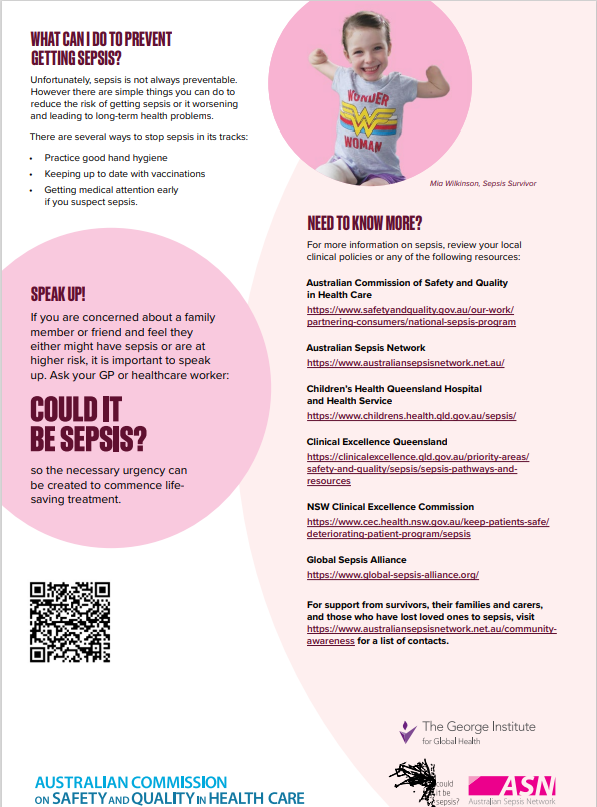 WHAT CAN I DO TO PREVENT
GETTING SEPSIS?
Unfortunately, sepsis is not always preventable.
However there are simple things you can do to
reduce the risk of getting sepsis or it worsening
and leading to long-term health problems.
There are several ways to stop sepsis in its tracks:
• Practice good hand hygiene
• Keeping up to date with vaccinations
• Getting medical attention early
if you suspect sepsis.
WONDER
WOMAN
Mia Wilkinson, Sepsis Survivor
SPEAK UP!
If you are concerned about a family
member or friend and feel they
either might have sepsis or are at
higher risk, it is important to speak
up. Ask your GP or healthcare worker:
COULD IT
BE SEPSIS?
so the necessary urgency can
be created to commence life-
saving treatment.
NEED TO KNOW MORE?
For more information on sepsis, review your local
clinical policies or any of the following resources:
Australian Commission of Safety and Quality
in Health Care
https://www.safetyandquality.gov.au/our-work/
partnering-consumers/national-sepsis-program
Australian Sepsis Network
https://www.australiansepsisnetwork.net.au/
Children's Health Queensland Hospital
and Health Service
https://www.childrens.health.qld.gov.au/sepsis/
Clinical Excellence Queensland
https://clinicalexcellence.qld.gov.au/priority-areas/
safety-and-quality/sepsis/sepsis-pathways-and-
resources
NSW Clinical Excellence Commission
https://www.cec.health.nsw.gov.au/keep-patients-safe/
deteriorating-patient-program/sepsis
Global Sepsis Alliance
https://www.global-sepsis-alliance.org/
For support from survivors, their families and carers,
and those who have lost loved ones to sepsis, visit
https://www.australiansepsisnetwork.net.au/community-
awareness for a list of contacts.
The George Institute
for Global Health
AUSTRALIAN COMMISSION
ON SAFETY AND QUALITY IN HEALTH CARE
could
it be
sepsis?
ASN
Australian Sepsis Network